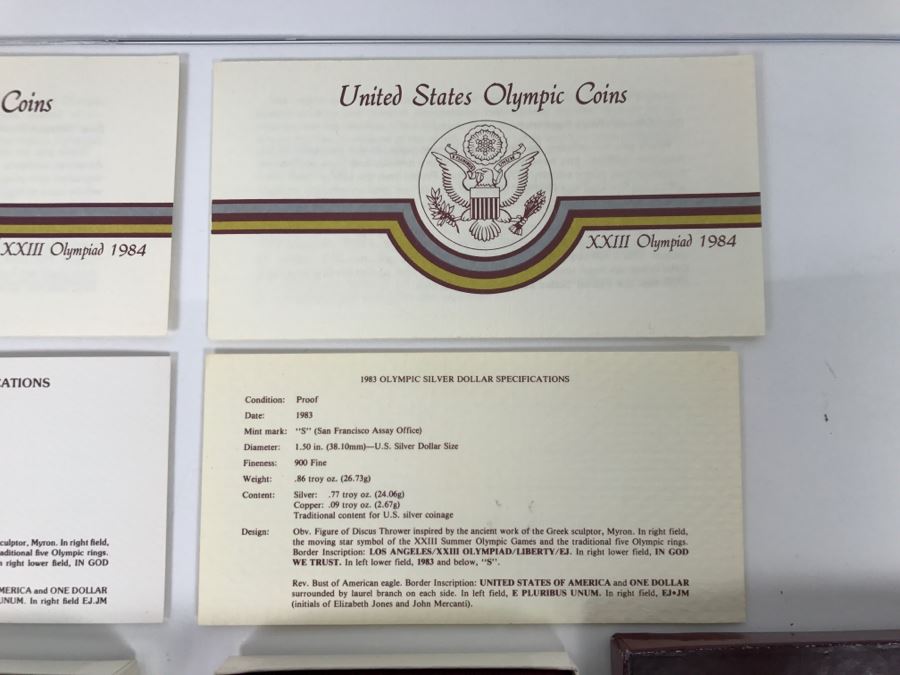 Coins
XXIII Olympiad 1984
United States Olympic Coins
XXIII Olympiad 1984
CATIONS
sculptor, Myron. In right field,
aditional five Olympic rings.
n right lower field, IN GOD
MERICA and ONE DOLLAR
UNUM. In right field EJ.JM
1983 OLYMPIC SILVER DOLLAR SPECIFICATIONS
Condition: Proof
Date: 1983
Mint mark: "S" (San Francisco Assay Office)
Diameter: 1.50 in. (38.10mm)—U.S. Silver Dollar Size
Fineness: 900 Fine
Weight: .86 troy oz. (26.73g)
Content: Silver: .77 troy oz. (24.06g)
Copper: .09 troy oz. (2.67g)
Traditional content for U.S. silver coinage
Design: Obv. Figure of Discus Thrower inspired by the ancient work of the Greek sculptor, Myron. In right field,
the moving star symbol of the XXIII Summer Olympic Games and the traditional five Olympic rings.
Border Inscription: LOS ANGELES/XXIII OLYMPIAD/LIBERTY/EJ. In right lower field, IN GOD
WE TRUST. In left lower field, 1983 and below, "S".
Rev. Bust of American eagle. Border Inscription: UNITED STATES OF AMERICA and ONE DOLLAR
surrounded by laurel branch on each side. In left field, E PLURIBUS UNUM. In right field, EJ•JM
(initials of Elizabeth Jones and John Mercanti).